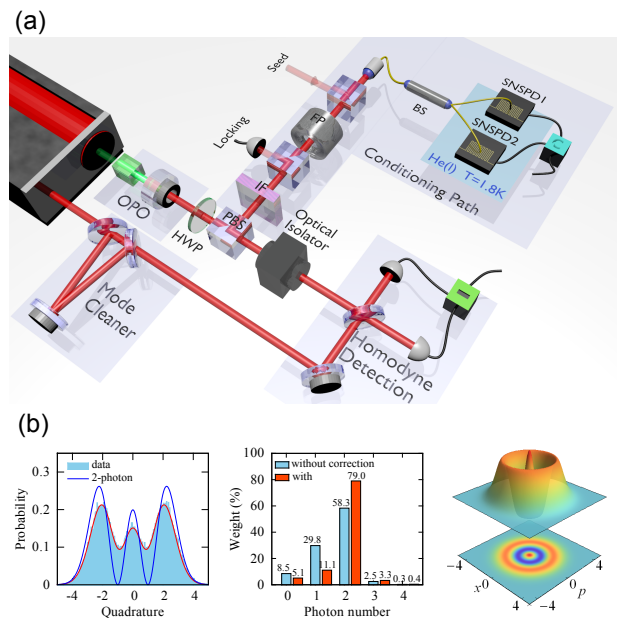 (a)
Seed
SNSPD1
BS
SNSPD2
FP
Locking
He(l) T=1.8K
C
Conditioning Path
IF
OPO
PBS
HWP
Optical
Isolator
Mode
Cleaner
Homodyne
Detection
(b)
data
2-photon
Probability
0.3
0.2
0.1
0
−4 −2 0 2 4
Quadrature
without correction
with
Weight (%)
100
80
60
40
20
0
8.5 5.1 29.8 11.1 58.3 79.0 2.5 3.3 0.3 0.4
0 1 2 3 4
Photon number
−4 x 0 4
−4 0 p 4